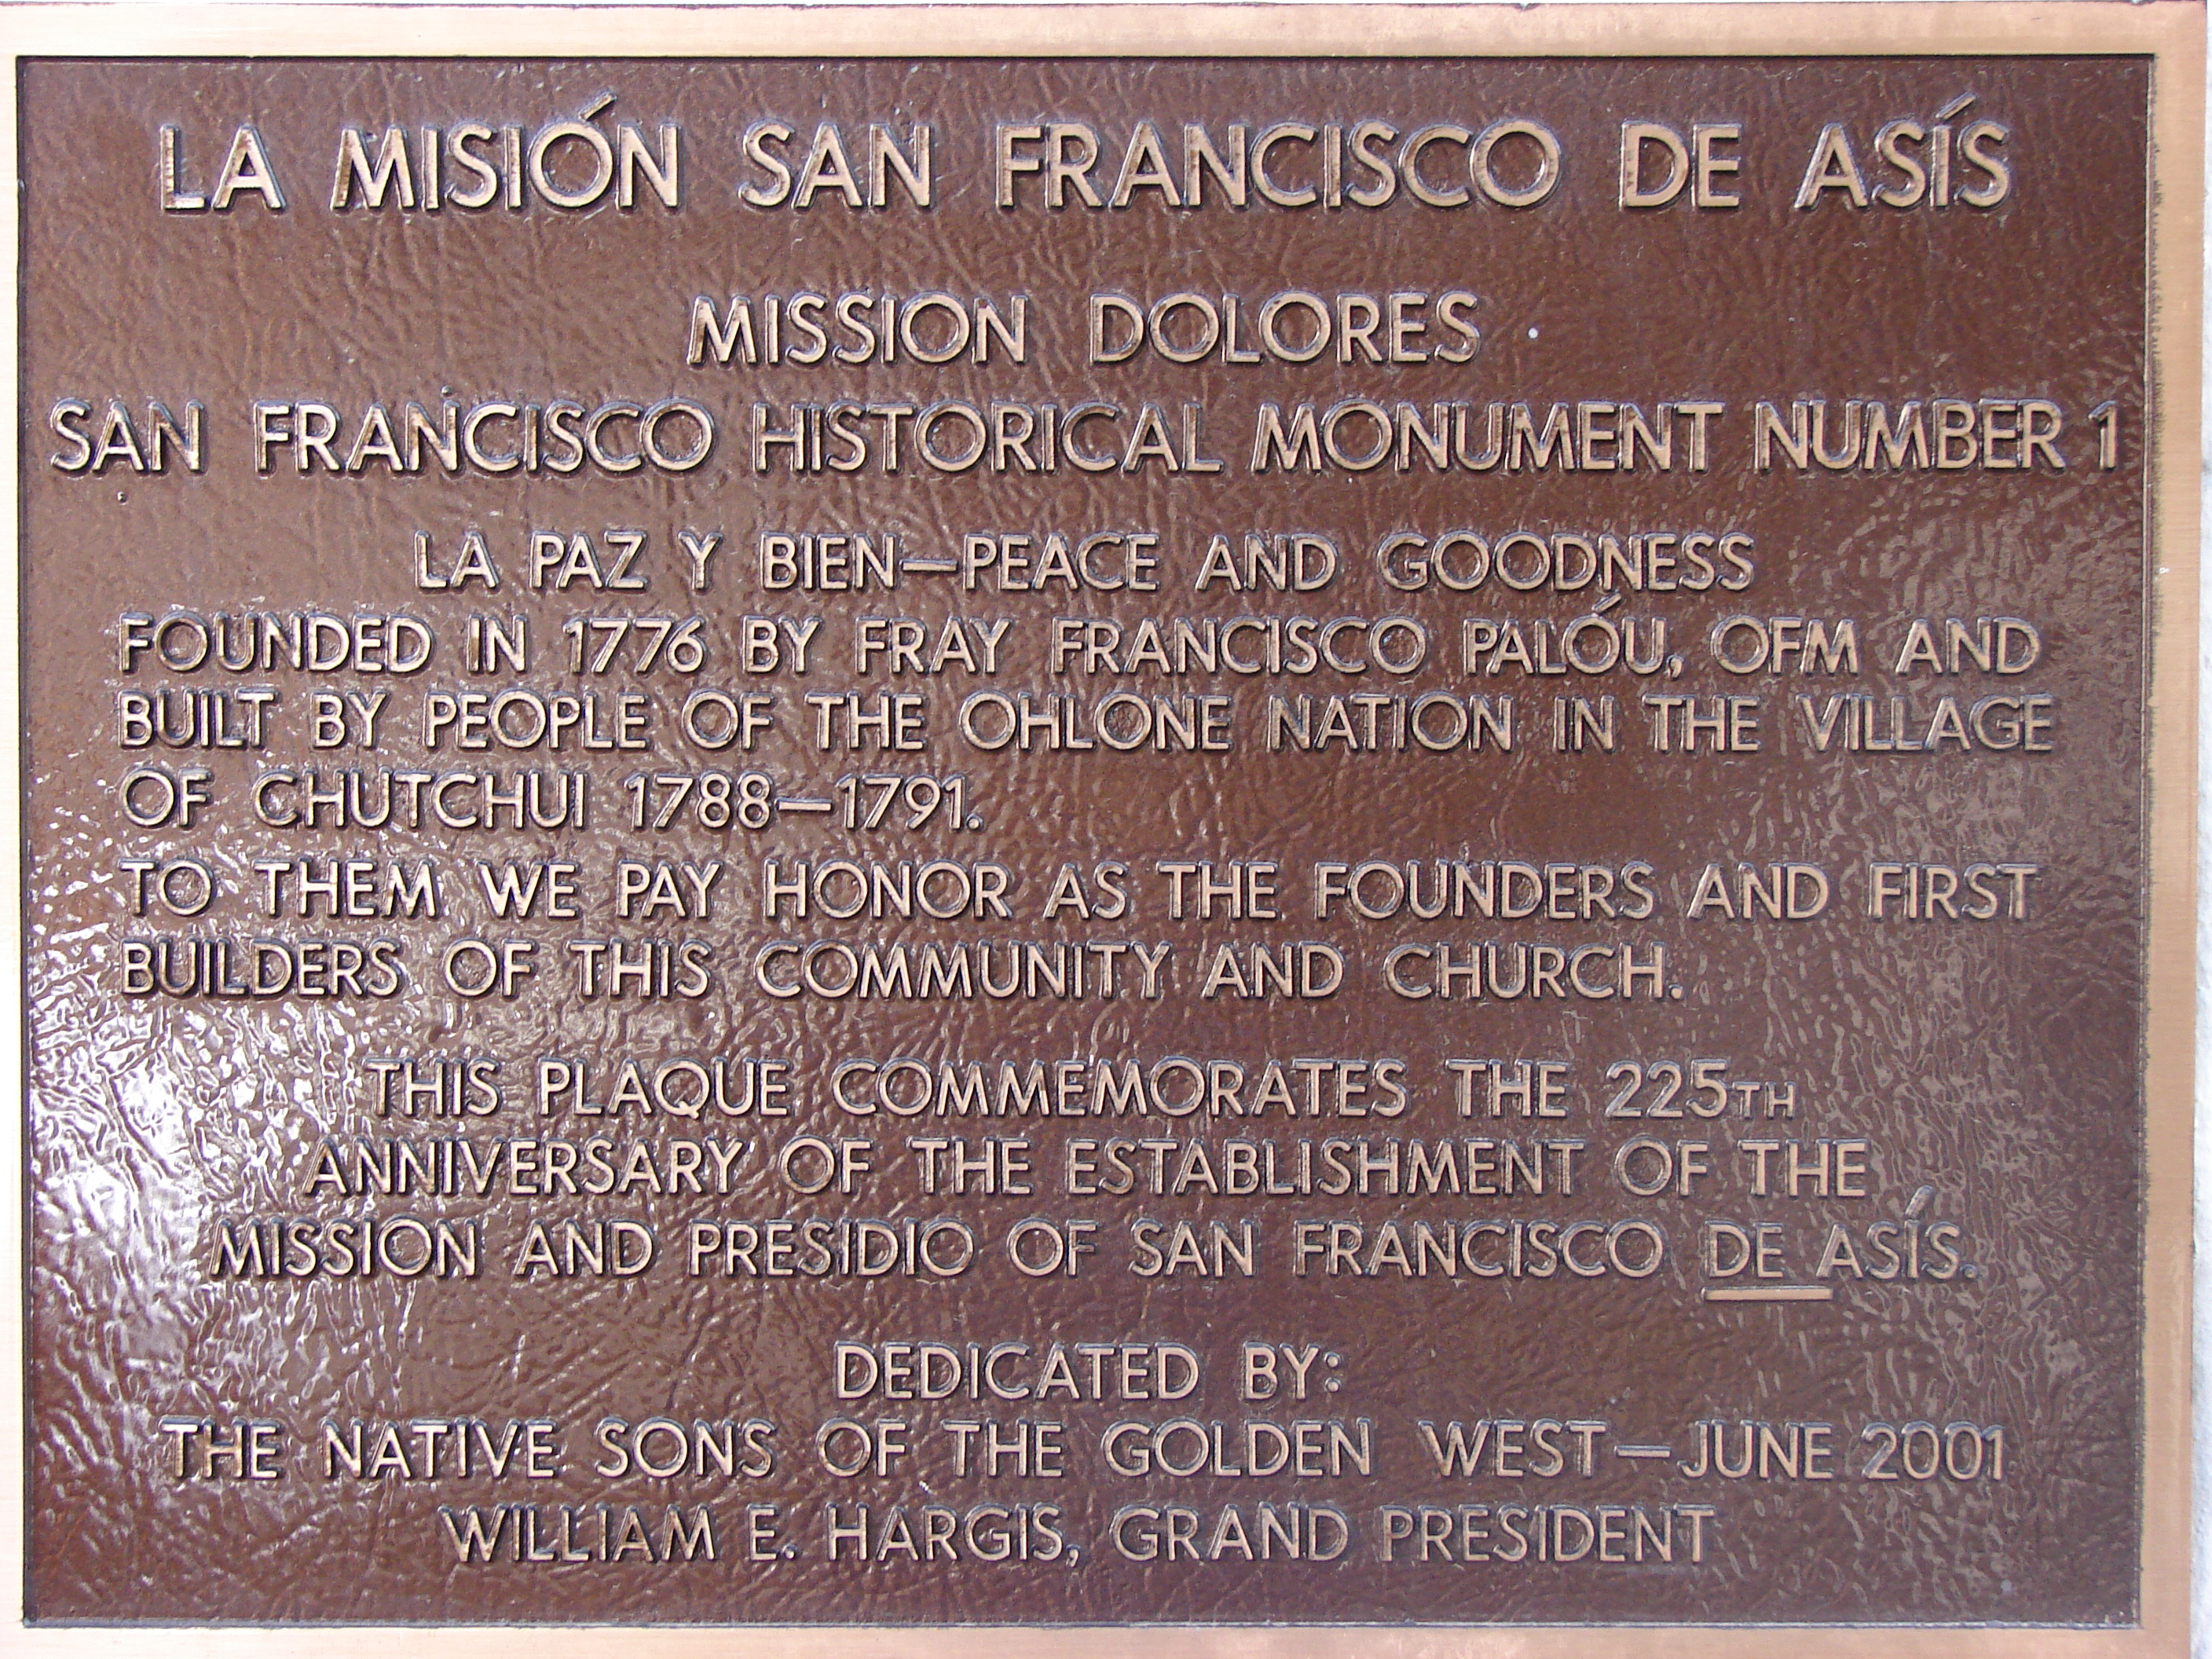 LA MISIÓN SAN FRANCISCO DE ASÍS
MISSION DOLORES
SAN FRANCISCO HISTORICAL MONUMENT NUMBER 1
LA PAZ Y BIEN—PEACE AND GOODNESS
FOUNDED IN 1776 BY FRAY FRANCISCO PALÓU, OFM AND
BUILT BY PEOPLE OF THE OHLONE NATION IN THE VILLAGE
OF CHUTCHUI 1788—1791.
TO THEM WE PAY HONOR AS THE FOUNDERS AND FIRST
BUILDERS OF THIS COMMUNITY AND CHURCH.
THIS PLAQUE COMMEMORATES THE 225TH
ANNIVERSARY OF THE ESTABLISHMENT OF THE
MISSION AND PRESIDIO OF SAN FRANCISCO DE ASÍS.
DEDICATED BY:
THE NATIVE SONS OF THE GOLDEN WEST—JUNE 2001
WILLIAM E. HARGIS, GRAND PRESIDENT